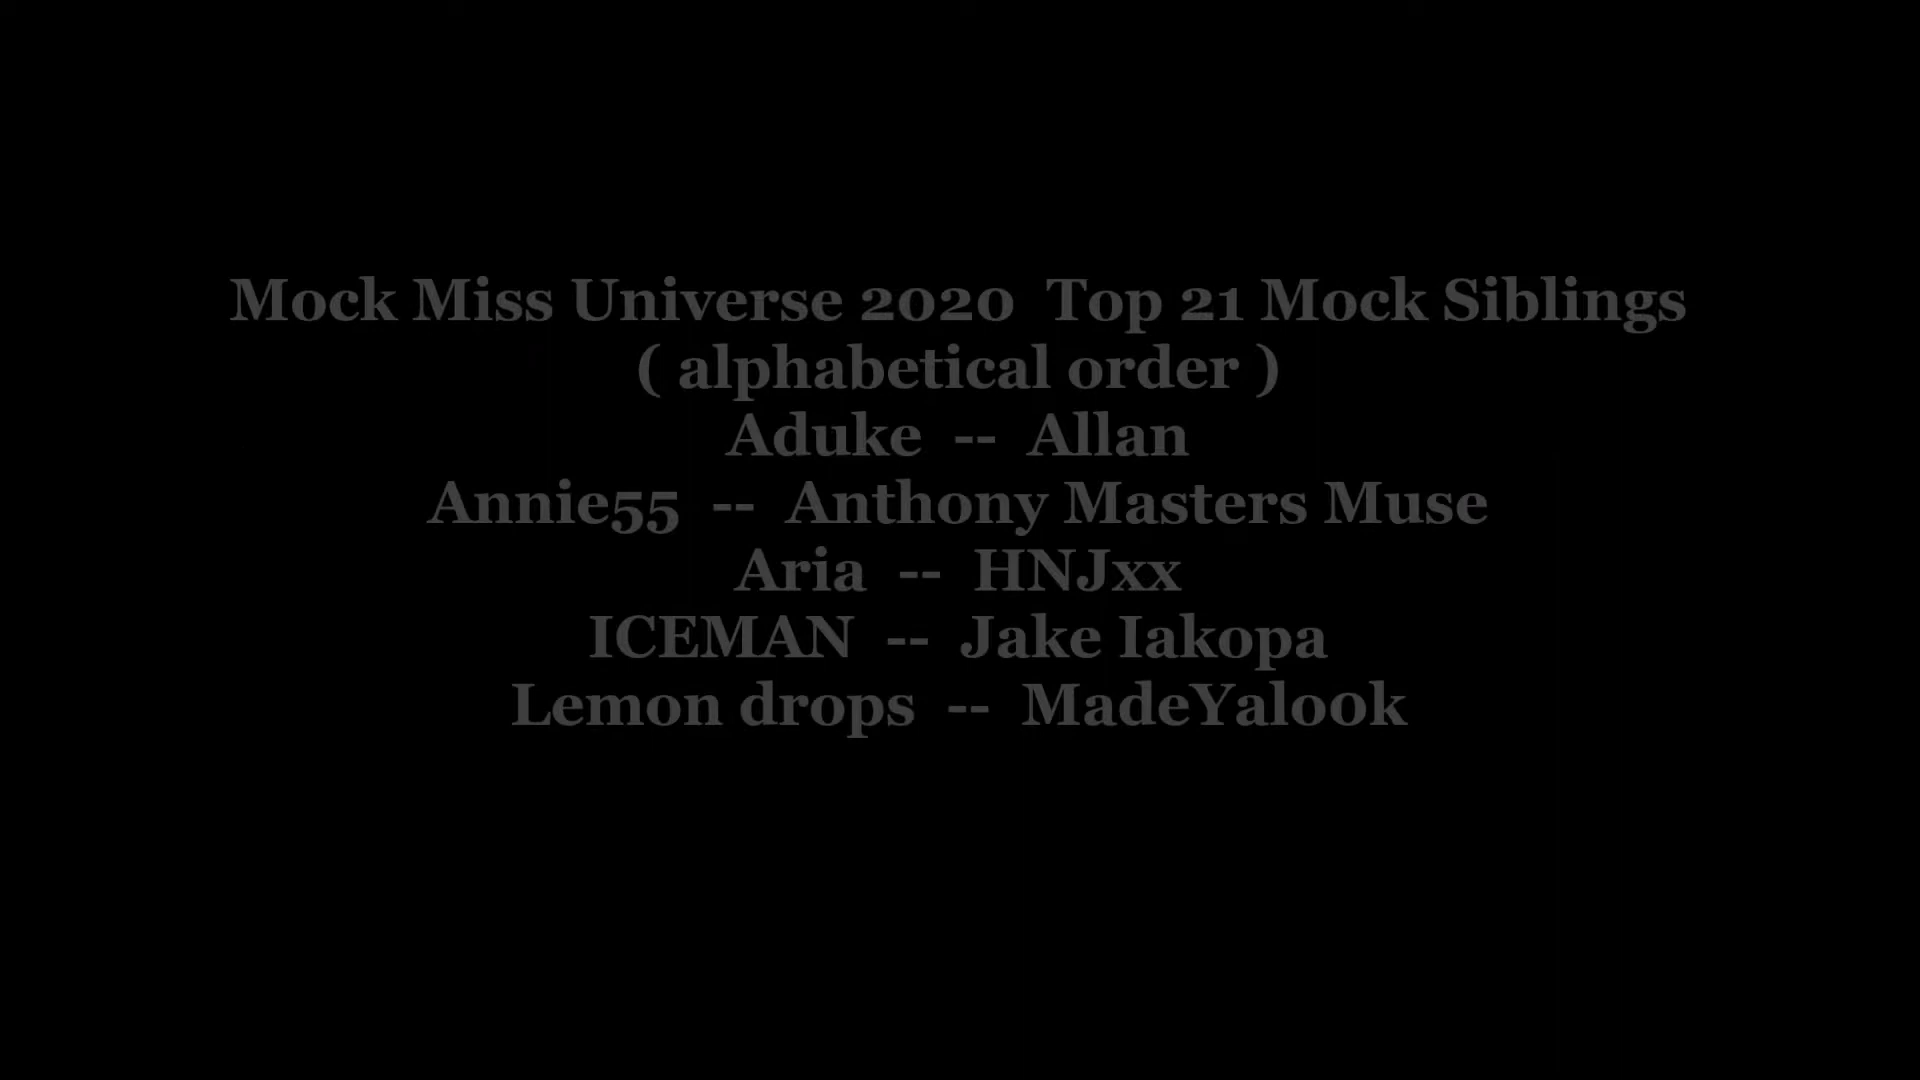 Mock Miss Universe 2020  Top 21 Mock Siblings
( alphabetical order )
Aduke  --  Allan
Annie55  --  Anthony Masters Muse
Aria  --  HNJxx
ICEMAN  --  Jake Iakopa
Lemon drops  --  MadeYalook